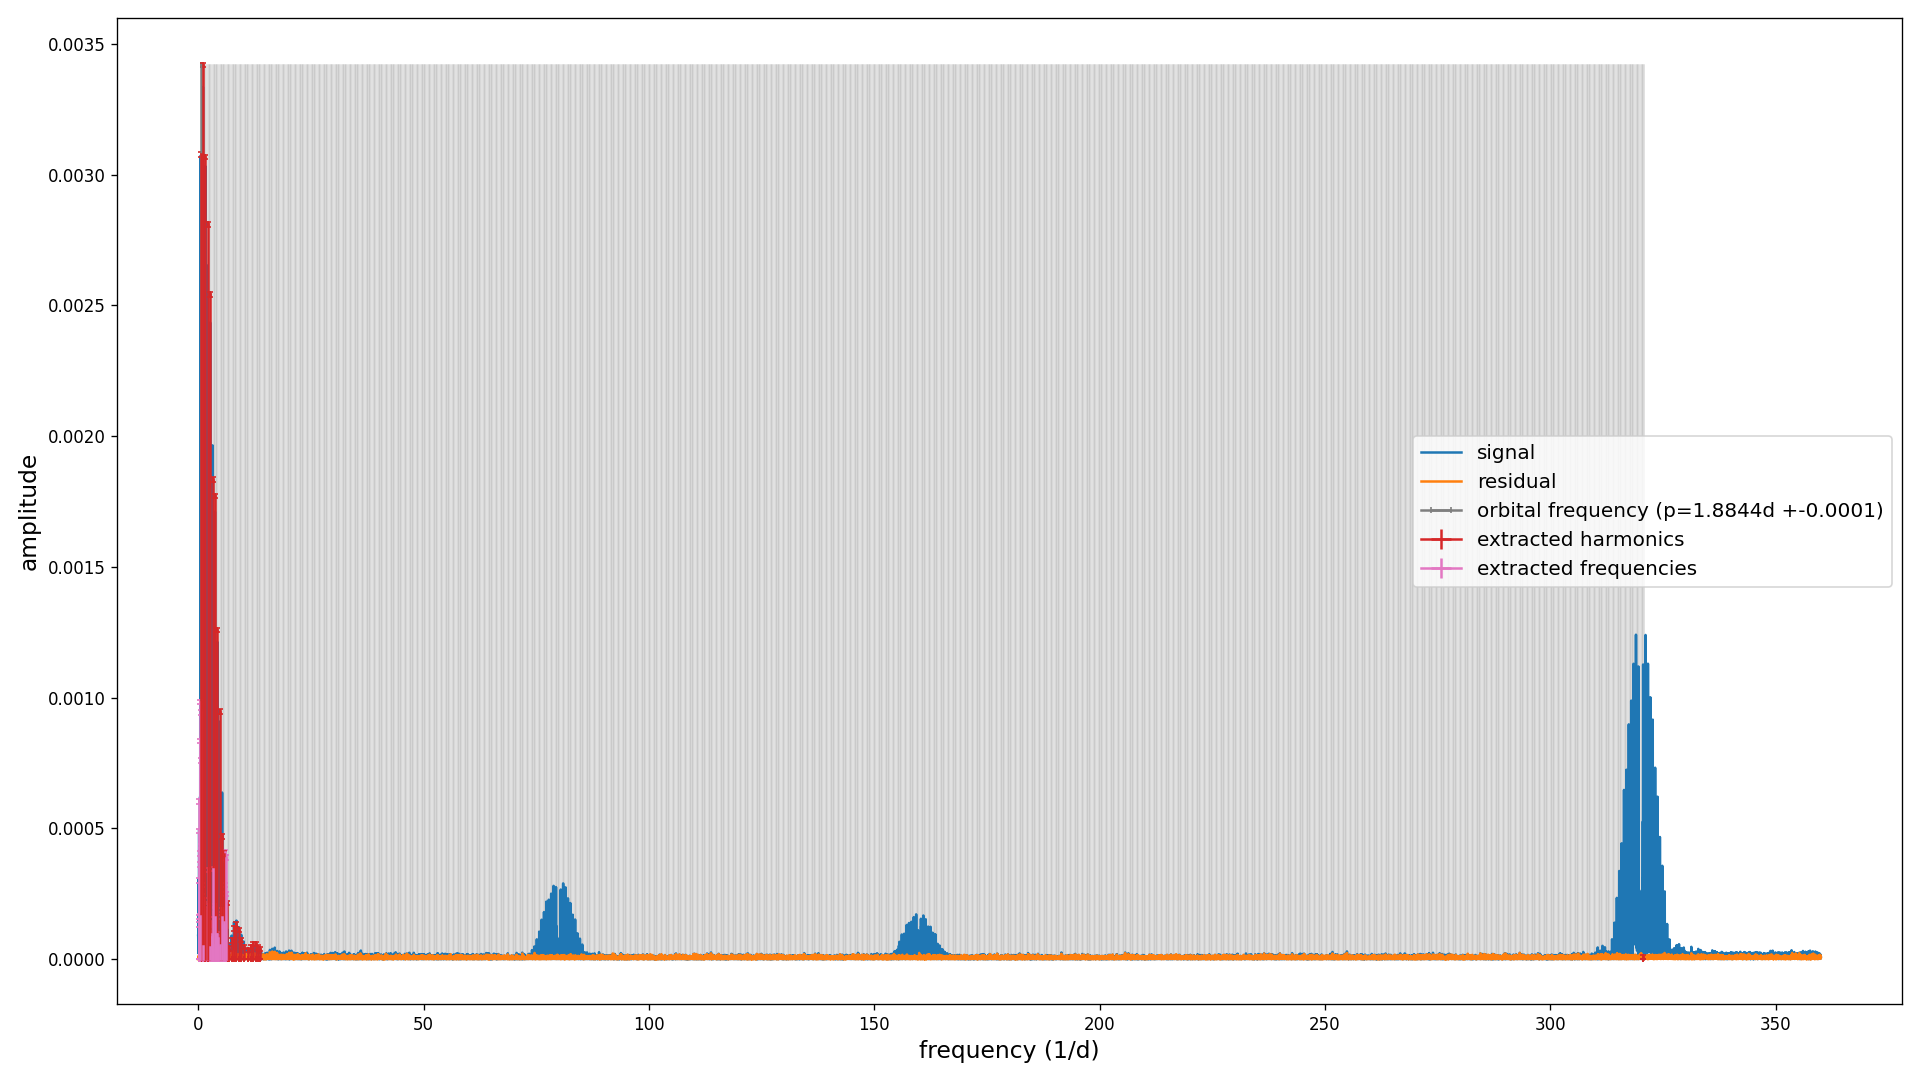 0.0035
0.0030
0.0025
0.0020
0.0015
0.0010
0.0005
0.0000
amplitude
signal
residual
orbital frequency (p=1.8844d +-0.0001)
extracted harmonics
extracted frequencies
0 50 100 150 200 250 300 350
frequency (1/d)